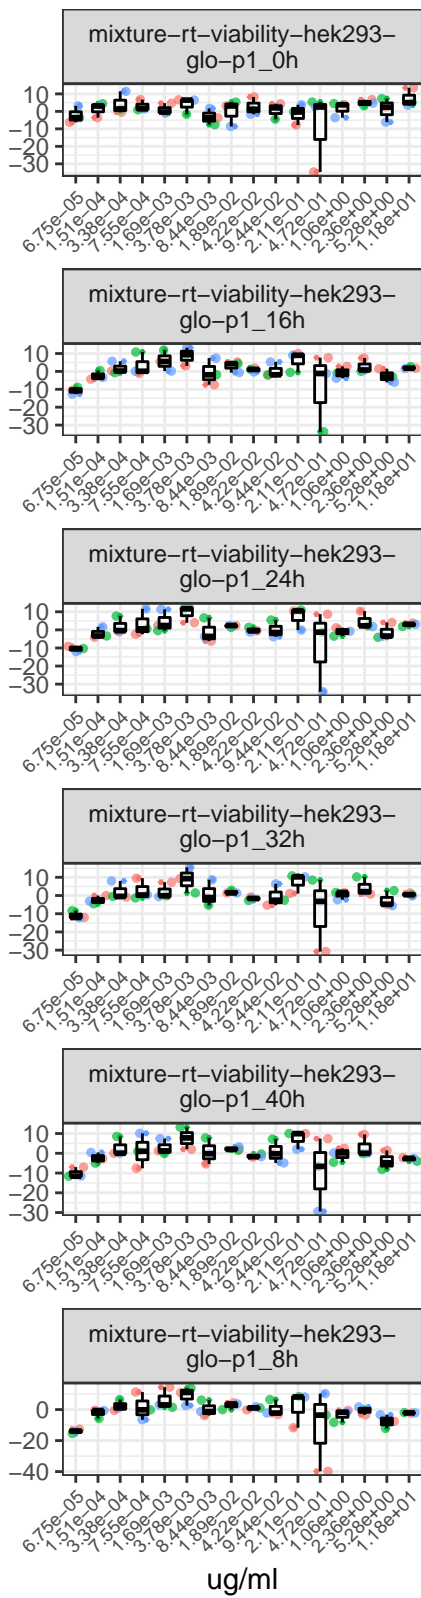 mixture−rt−viability−hek293−
glo−p1_0h
10
0
−10
−20
−30
6.75e−05
1.51e−04
3.38e−04
7.55e−04
1.69e−03
3.78e−03
8.44e−03
1.89e−02
4.22e−02
9.44e−02
2.11e−01
4.72e−01
1.06e+00
2.36e+00
5.28e+00
1.18e+01
mixture−rt−viability−hek293−
glo−p1_16h
10
0
−10
−20
−30
6.75e−05
1.51e−04
3.38e−04
7.55e−04
1.69e−03
3.78e−03
8.44e−03
1.89e−02
4.22e−02
9.44e−02
2.11e−01
4.72e−01
1.06e+00
2.36e+00
5.28e+00
1.18e+01
mixture−rt−viability−hek293−
glo−p1_24h
10
0
−10
−20
−30
6.75e−05
1.51e−04
3.38e−04
7.55e−04
1.69e−03
3.78e−03
8.44e−03
1.89e−02
4.22e−02
9.44e−02
2.11e−01
4.72e−01
1.06e+00
2.36e+00
5.28e+00
1.18e+01
mixture−rt−viability−hek293−
glo−p1_32h
10
0
−10
−20
−30
6.75e−05
1.51e−04
3.38e−04
7.55e−04
1.69e−03
3.78e−03
8.44e−03
1.89e−02
4.22e−02
9.44e−02
2.11e−01
4.72e−01
1.06e+00
2.36e+00
5.28e+00
1.18e+01
mixture−rt−viability−hek293−
glo−p1_40h
10
0
−10
−20
−30
6.75e−05
1.51e−04
3.38e−04
7.55e−04
1.69e−03
3.78e−03
8.44e−03
1.89e−02
4.22e−02
9.44e−02
2.11e−01
4.72e−01
1.06e+00
2.36e+00
5.28e+00
1.18e+01
mixture−rt−viability−hek293−
glo−p1_8h
0
−20
−40
6.75e−05
1.51e−04
3.38e−04
7.55e−04
1.69e−03
3.78e−03
8.44e−03
1.89e−02
4.22e−02
9.44e−02
2.11e−01
4.72e−01
1.06e+00
2.36e+00
5.28e+00
1.18e+01
ug/ml